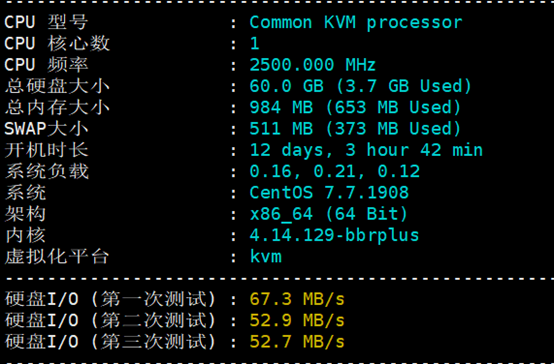 CPU 型号 : Common KVM processor
CPU 核心数 : 1
CPU 频率 : 2500.000 MHz
总硬盘大小 : 60.0 GB (3.7 GB Used)
总内存大小 : 984 MB (653 MB Used)
SWAP大小 : 511 MB (373 MB Used)
开机时长 : 12 days, 3 hour 42 min
系统负载 : 0.16, 0.21, 0.12
系统 : CentOS 7.7.1908
架构 : x86_64 (64 Bit)
内核 : 4.14.129-bbrplus
虚拟化平台 : kvm
硬盘I/O (第一次测试) : 67.3 MB/s
硬盘I/O (第二次测试) : 52.9 MB/s
硬盘I/O (第三次测试) : 52.7 MB/s